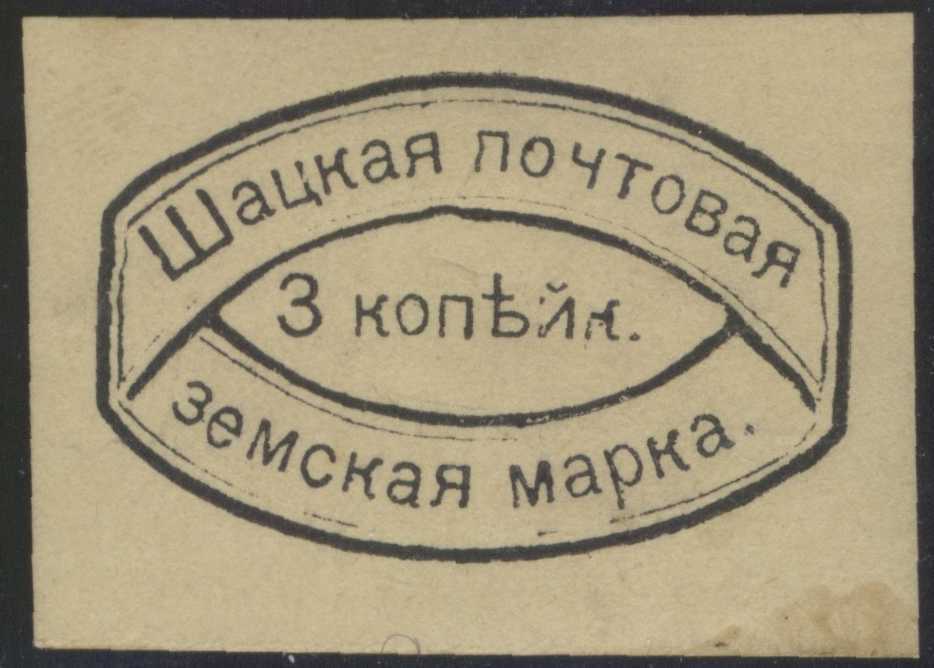 Шацкая почтовая
3 копѣйк.
земская марка.